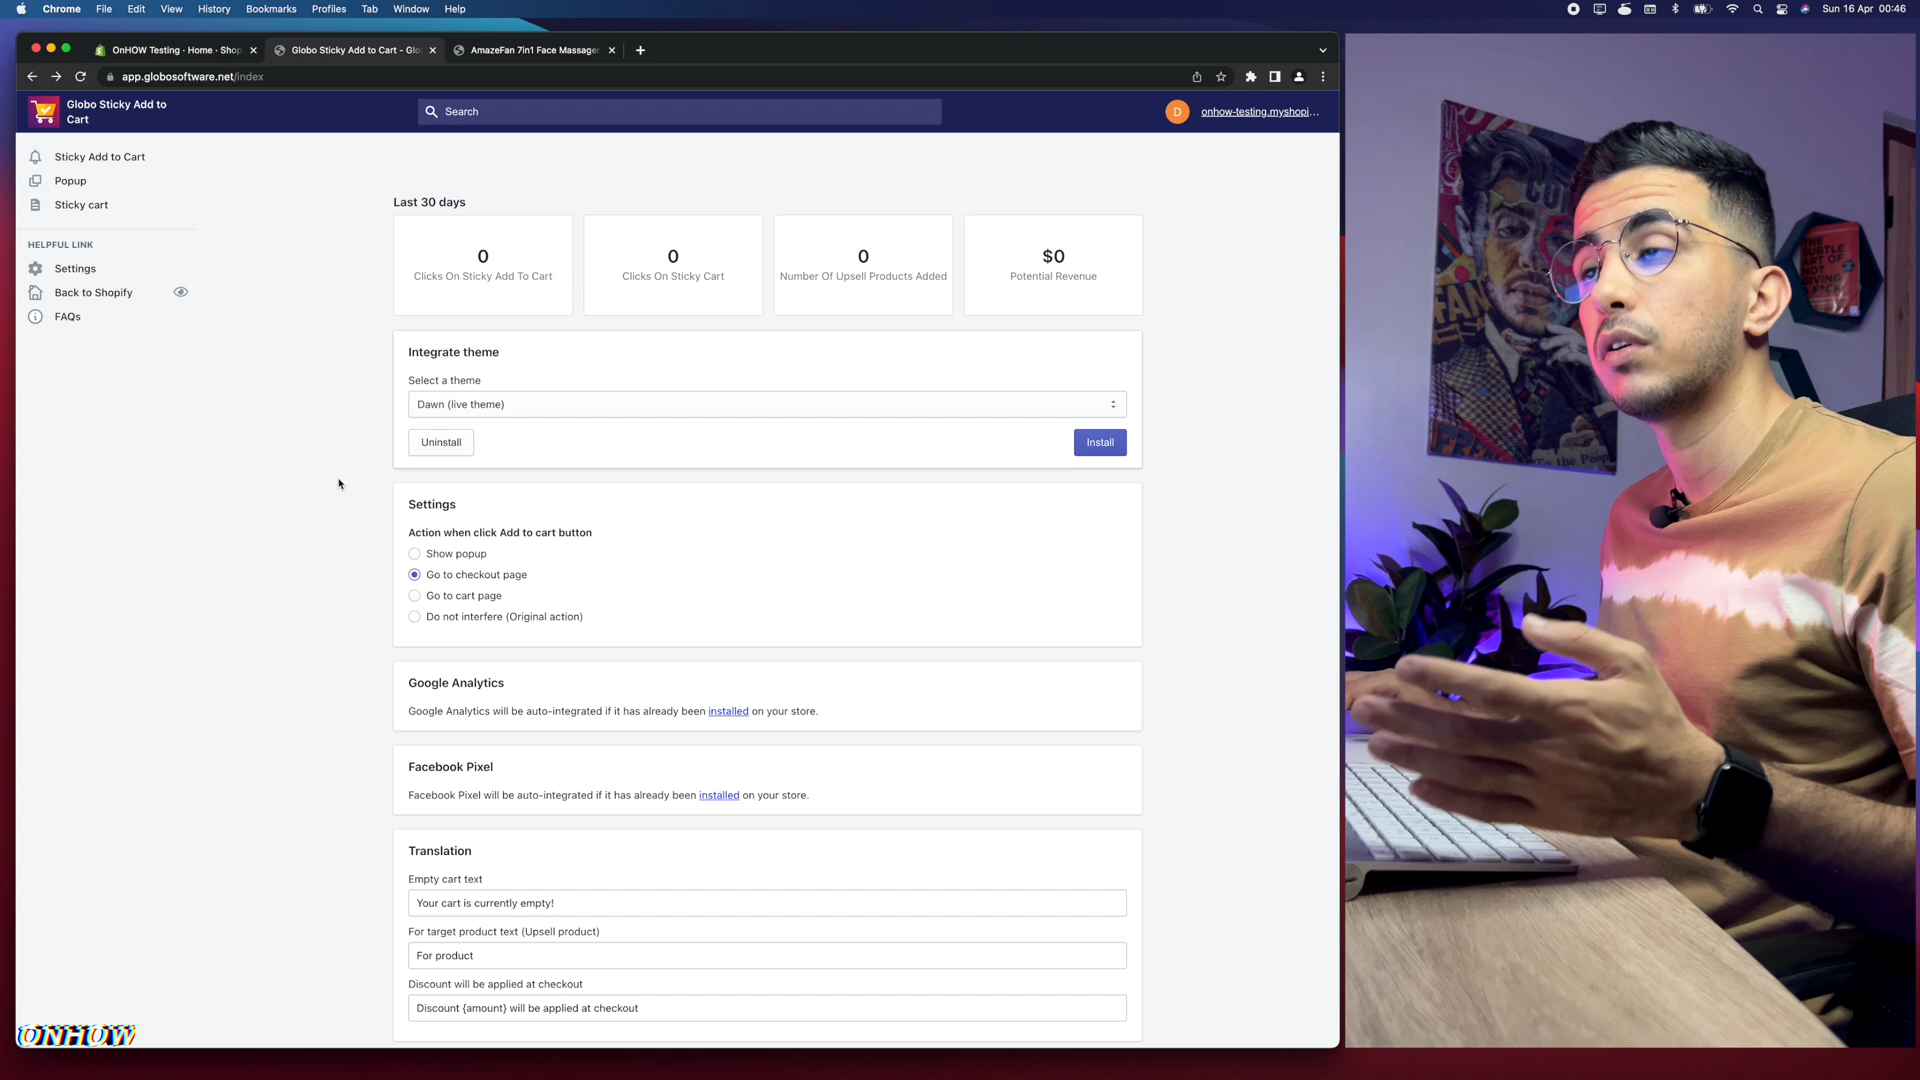 Chrome File Edit View History Bookmarks Profiles Tab Window Help
Sun 16 Apr 00:46
OnHOW Testing · Home · Shop
Globo Sticky Add to Cart - Glo
AmazeFan 7in1 Face Massager
app.globosoftware.net/index
Globo Sticky Add to
Cart
Search
D
onhow-testing.myshopi...
Sticky Add to Cart
Popup
Sticky cart
HELPFUL LINK
Settings
Back to Shopify
FAQs
Last 30 days
0
Clicks On Sticky Add To Cart
0
Clicks On Sticky Cart
0
Number Of Upsell Products Added
$0
Potential Revenue
Integrate theme
Select a theme
Dawn (live theme)
Uninstall
Install
Settings
Action when click Add to cart button
Show popup
Go to checkout page
Go to cart page
Do not interfere (Original action)
Google Analytics
Google Analytics will be auto-integrated if it has already been installed on your store.
Facebook Pixel
Facebook Pixel will be auto-integrated if it has already been installed on your store.
Translation
Empty cart text
Your cart is currently empty!
For target product text (Upsell product)
For product
Discount will be applied at checkout
Discount {amount} will be applied at checkout
ONHOW
THE
SUBTLE
ART OF
NOT
GIVING
to the Peop